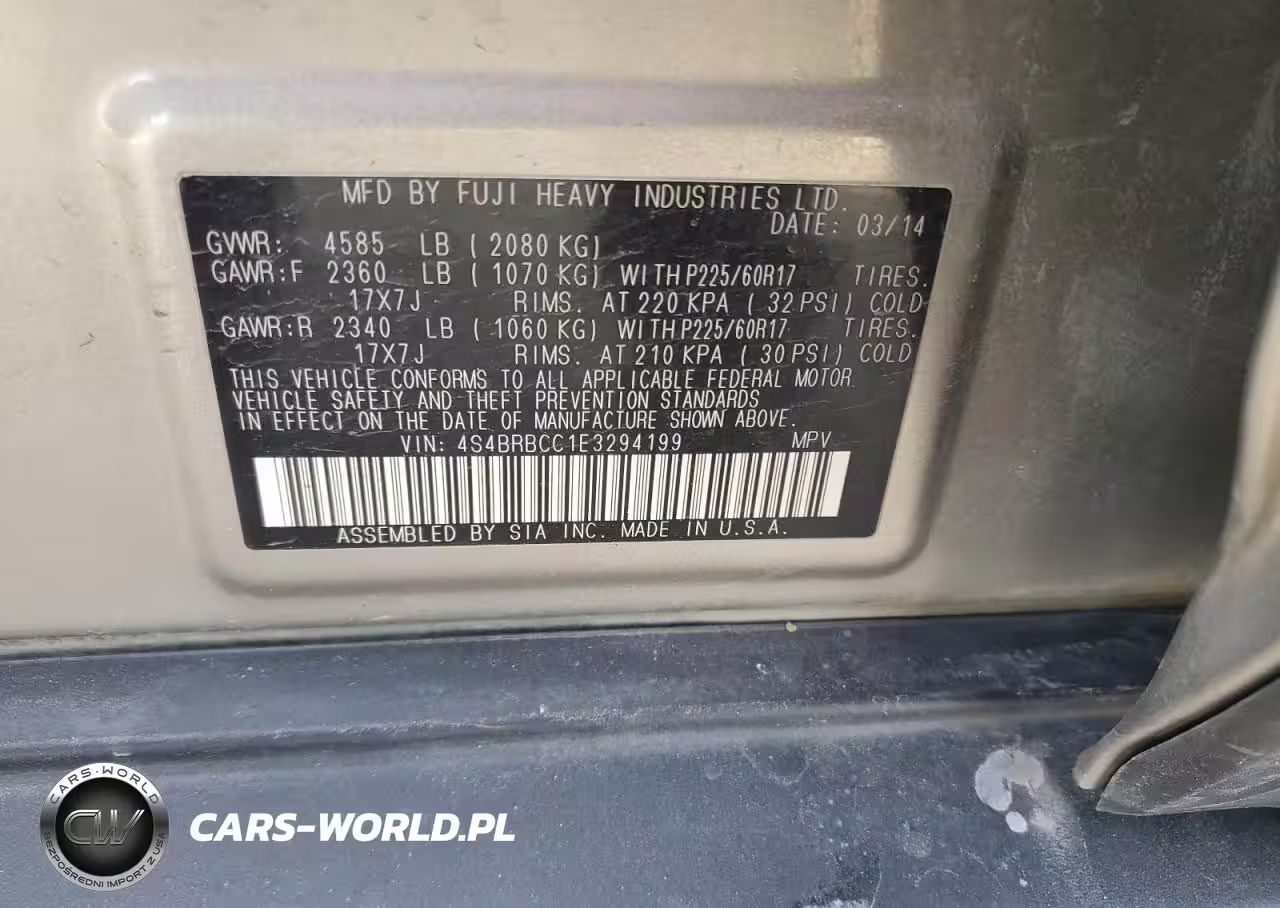 MFD BY FUJI HEAVY INDUSTRIES LTD.
DATE: 03/14
GVWR: 4585 LB (2080 KG)
GAWR:F 2360 LB (1070 KG) WITH P225/60R17 TIRES.
17X7J RIMS. AT 220 KPA (32 PSI) COLD
GAWR:R 2340 LB (1060 KG) WITH P225/60R17 TIRES.
17X7J RIMS. AT 210 KPA (30 PSI) COLD
THIS VEHICLE CONFORMS TO ALL APPLICABLE FEDERAL MOTOR
VEHICLE SAFETY AND THEFT PREVENTION STANDARDS
IN EFFECT ON THE DATE OF MANUFACTURE SHOWN ABOVE.
VIN: 4S4BRBCC1E3294199 MPV
ASSEMBLED BY SIA INC. MADE IN U.S.A.
CARS-WORLD
CW
BEZPOŚREDNI IMPORT Z USA
CARS-WORLD.PL